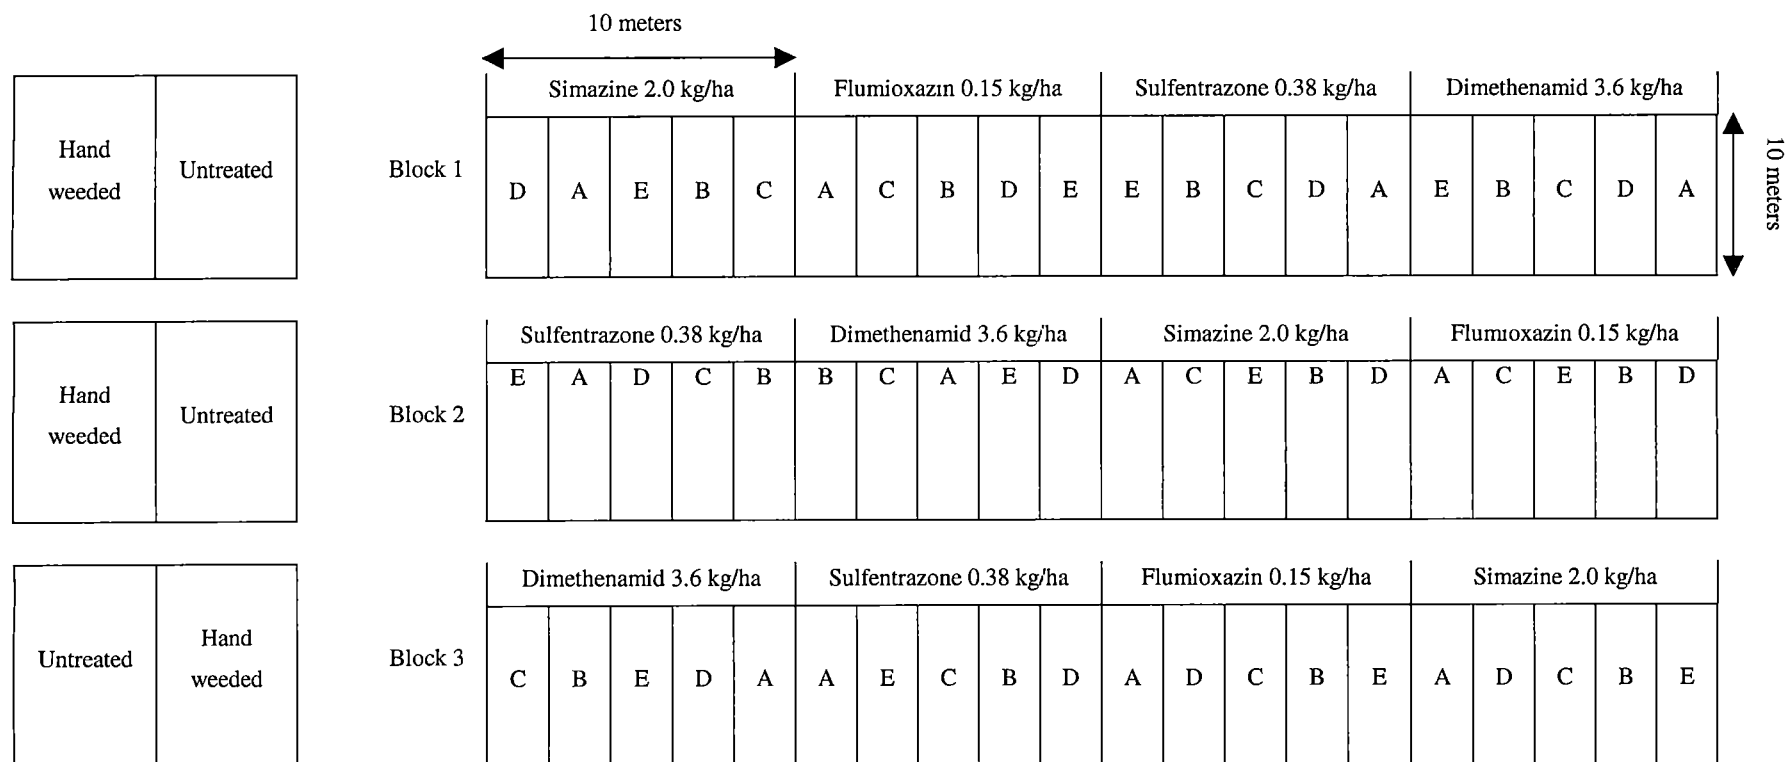 10 meters
Simazine 2.0 kg/ha Flumioxazin 0.15 kg/ha Sulfentrazone 0.38 kg/ha Dimethenamid 3.6 kg/ha
Hand
weeded
Untreated
Block 1
D A E B C A C B D E E B C D A E B C D A
10 meters
Sulfentrazone 0.38 kg/ha Dimethenamid 3.6 kg/ha Simazine 2.0 kg/ha Flumioxazin 0.15 kg/ha
E A D C B B C A E D A C E B D A C E B D
Hand
weeded
Untreated
Block 2
Dimethenamid 3.6 kg/ha Sulfentrazone 0.38 kg/ha Flumioxazin 0.15 kg/ha Simazine 2.0 kg/ha
Untreated
Hand
weeded
Block 3
C B E D A A E C B D A D C B E A D C B E